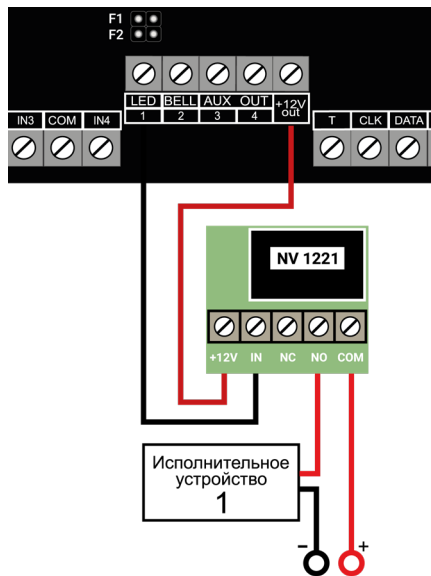 F1
F2
LED BELL AUX OUT +12V
1 2 3 4 out
IN3 COM IN4
T CLK DATA
NV 1221
+12V IN NC NO COM
Исполнительное
устройство
1
− +